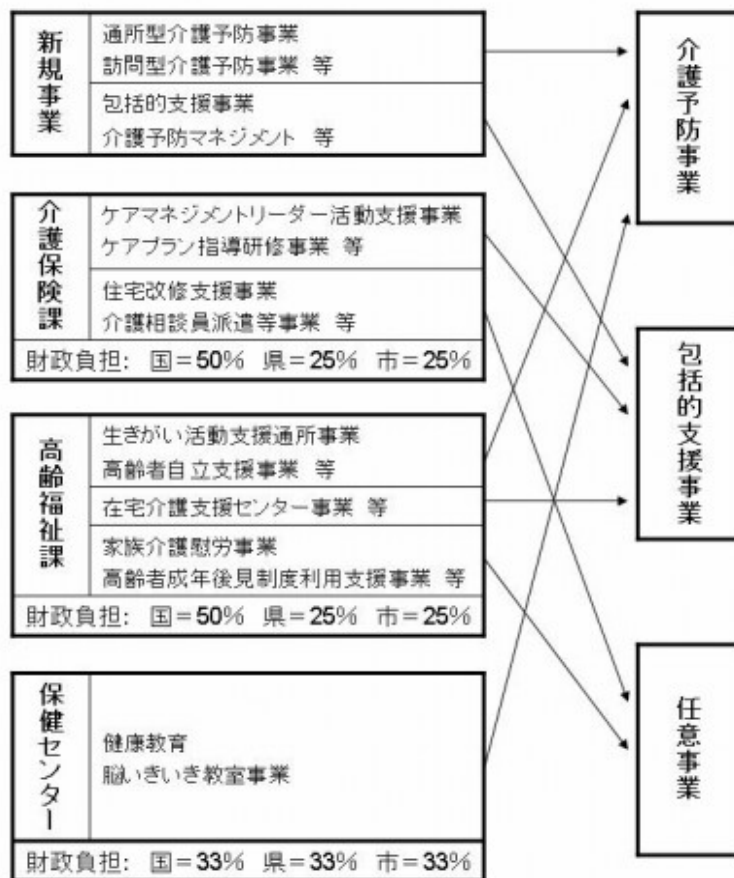 新規事業
通所型介護予防事業
訪問型介護予防事業 等
包括的支援事業
介護予防マネジメント 等
介護保険課
ケアマネジメントリーダー活動支援事業
ケアプラン指導研修事業 等
住宅改修支援事業
介護相談員派遣等事業 等
財政負担: 国=50% 県=25% 市=25%
高齢福祉課
生きがい活動支援通所事業
高齢者自立支援事業 等
在宅介護支援センター事業 等
家族介護慰労事業
高齢者成年後見制度利用支援事業 等
財政負担: 国=50% 県=25% 市=25%
保健センター
健康教育
脳いきいき教室事業
財政負担: 国=33% 県=33% 市=33%
介護予防事業
包括的支援事業
任意事業